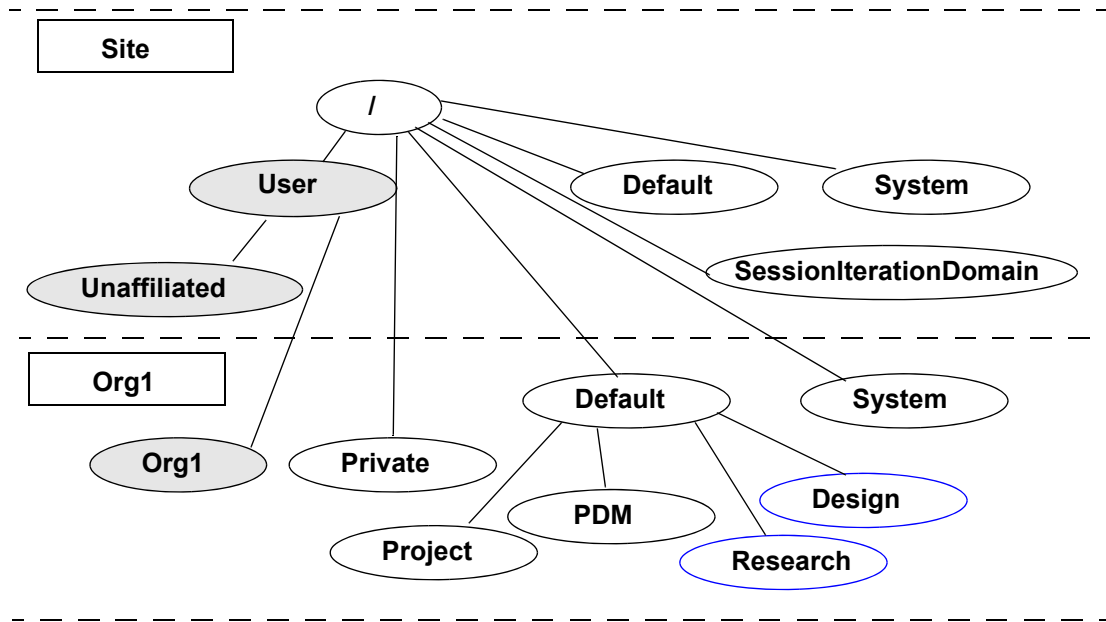 Site
/
User
Default
System
Unaffiliated
SessionIterationDomain
Org1
Default
System
Org1
Private
Design
PDM
Project
Research